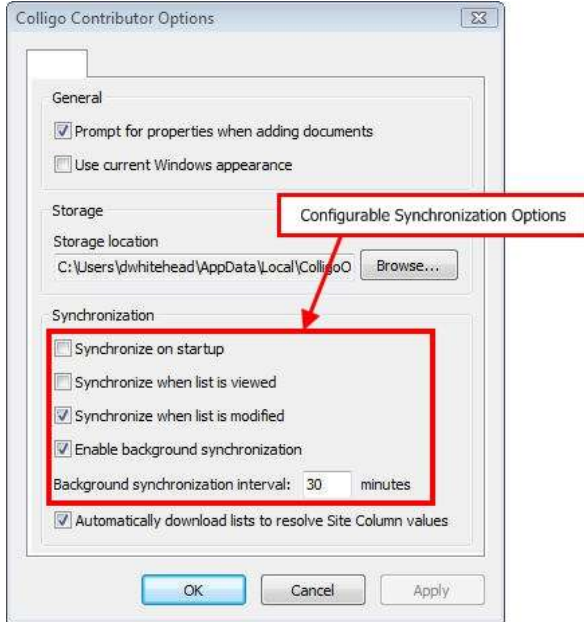 Colligo Contributor Options
General
Prompt for properties when adding documents
Use current Windows appearance
Storage
Configurable Synchronization Options
Storage location
C:\Users\dwhitehead\AppData\Local\ColligoO
Browse...
Synchronization
Synchronize on startup
Synchronize when list is viewed
Synchronize when list is modified
Enable background synchronization
Background synchronization interval: 30 minutes
Automatically download lists to resolve Site Column values
OK Cancel Apply